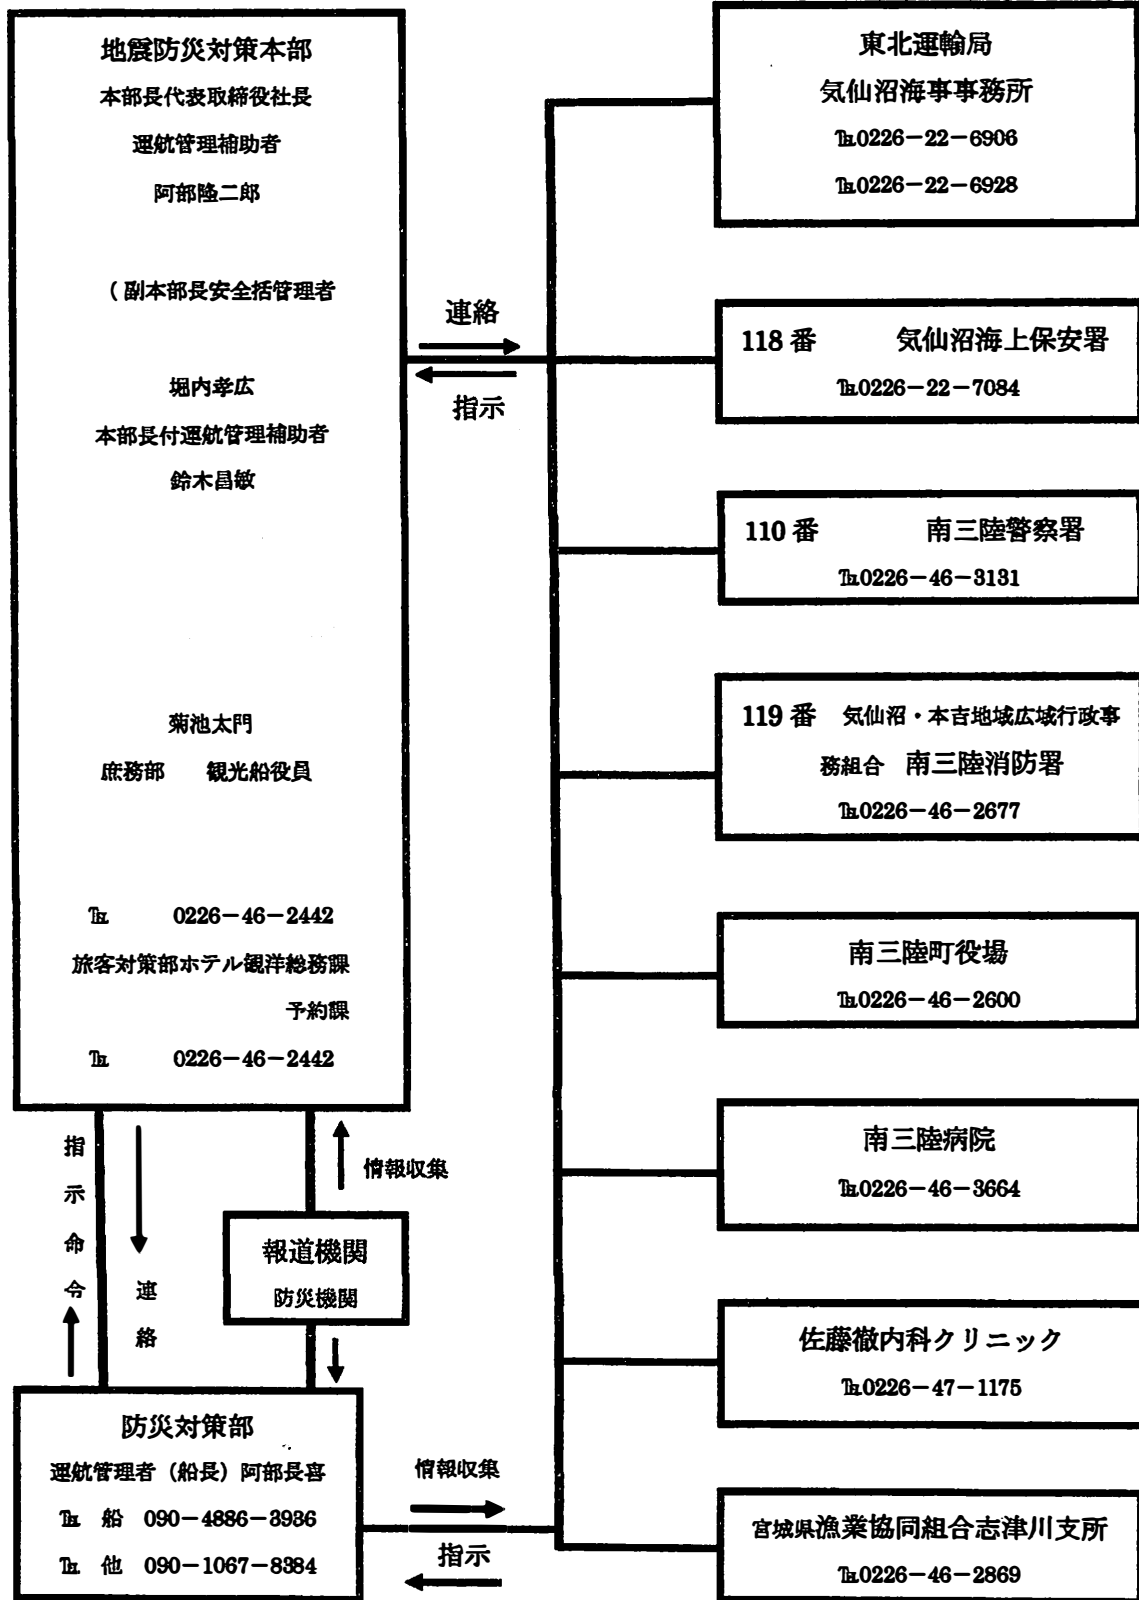 地震防災対策本部
本部長代表取締役社長
運航管理補助者
阿部隆二郎
(副本部長安全括管理者
堀内孝広
本部長付運航管理補助者
鈴木昌敏
菊池太門
庶務部 観光船役員
℡ 0226-46-2442
旅客対策部ホテル観洋総務課
予約課
℡ 0226-46-2442
連絡
指示
指示命令
連絡
情報収集
報道機関
防災機関
防災対策部
運航管理者(船長)阿部長喜
℡ 船 090-4886-3936
℡ 他 090-1067-8384
情報収集
指示
東北運輸局
気仙沼海事事務所
℡0226-22-6906
℡0226-22-6928
118 番 気仙沼海上保安署
℡0226-22-7084
110 番 南三陸警察署
℡0226-46-3131
119 番 気仙沼・本吉地域広域行政事
務組合 南三陸消防署
℡0226-46-2677
南三陸町役場
℡0226-46-2600
南三陸病院
℡0226-46-3664
佐藤徹内科クリニック
℡0226-47-1175
宮城県漁業協同組合志津川支所
℡0226-46-2869